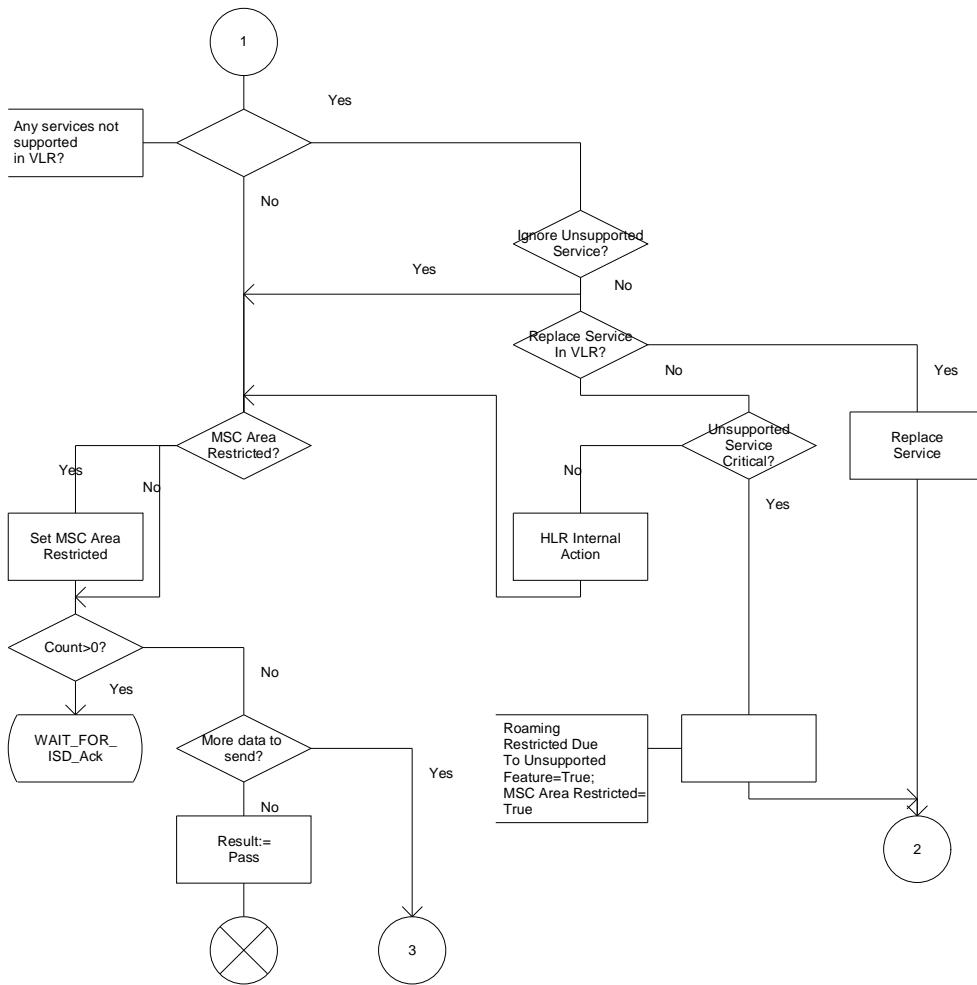 1
Yes
Any services not
supported
in VLR?
No
Ignore Unsupported
Service?
Yes
No
Replace Service
In VLR?
No
Yes
MSC Area
Restricted?
Unsupported
Service
Critical?
Replace
Service
Yes
No
No
Yes
Set MSC Area
Restricted
HLR Internal
Action
Count>0?
No
Yes
WAIT_FOR_
ISD_Ack
More data to
send?
Yes
Roaming
Restricted Due
To Unsupported
Feature=True;
MSC Area Restricted=
True
No
Result:=
Pass
2
3